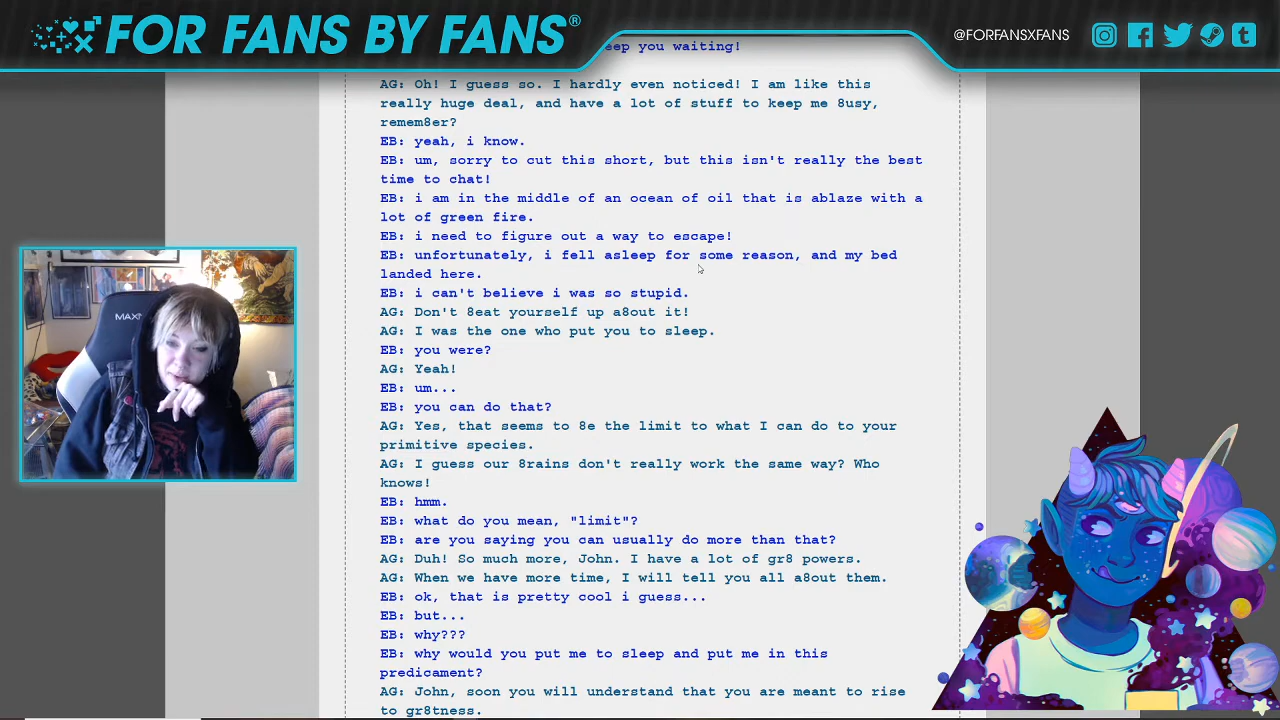 FOR FANS BY FANS®
@FORFANSXFANS
ep you waiting!
AG: Oh! I guess so. I hardly even noticed! I am like this
really huge deal, and have a lot of stuff to keep me 8usy,
remem8er?
EB: yeah, i know.
EB: um, sorry to cut this short, but this isn't really the best
time to chat!
EB: i am in the middle of an ocean of oil that is ablaze with a
lot of green fire.
EB: i need to figure out a way to escape!
EB: unfortunately, i fell asleep for some reason, and my bed
landed here.
EB: i can't believe i was so stupid.
AG: Don't 8eat yourself up a8out it!
AG: I was the one who put you to sleep.
EB: you were?
AG: Yeah!
EB: um...
EB: you can do that?
AG: Yes, that seems to 8e the limit to what I can do to your
primitive species.
AG: I guess our 8rains don't really work the same way? Who
knows!
EB: hmm.
EB: what do you mean, "limit"?
EB: are you saying you can usually do more than that?
AG: Duh! So much more, John. I have a lot of gr8 powers.
AG: When we have more time, I will tell you all a8out them.
EB: ok, that is pretty cool i guess...
EB: but...
EB: why???
EB: why would you put me to sleep and put me in this
predicament?
AG: John, soon you will understand that you are meant to rise
to gr8tness.
MAXN